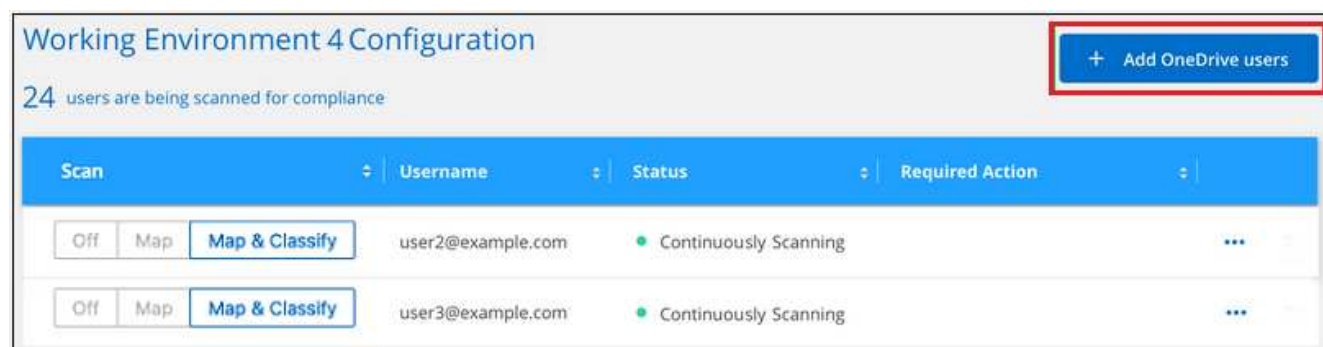 Working Environment 4 Configuration
+ Add OneDrive users
24 users are being scanned for compliance
Scan Username Status Required Action
Off Map Map & Classify user2@example.com Continuously Scanning ...
Off Map Map & Classify user3@example.com Continuously Scanning ...